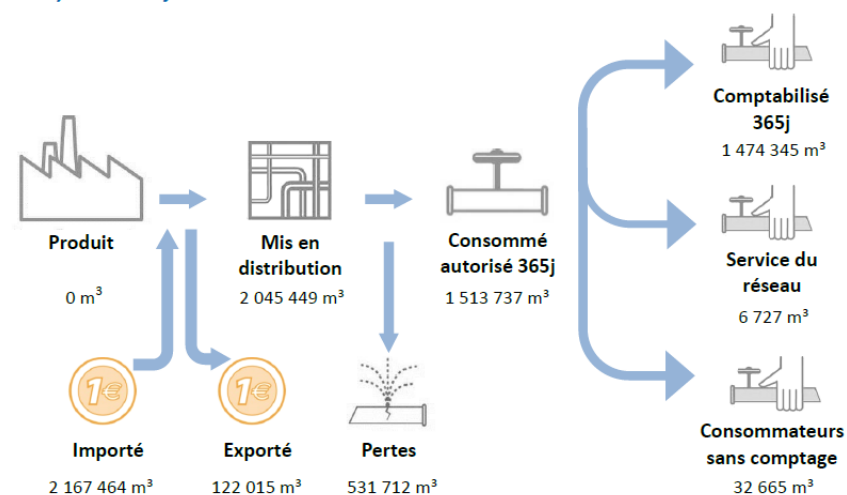 Comptabilisé
365j
1 474 345 m³
Produit
0 m³
Mis en
distribution
2 045 449 m³
Consommé
autorisé 365j
1 513 737 m³
Service du
réseau
6 727 m³
1€
Importé
2 167 464 m³
1€
Exporté
122 015 m³
Pertes
531 712 m³
Consommateurs
sans comptage
32 665 m³